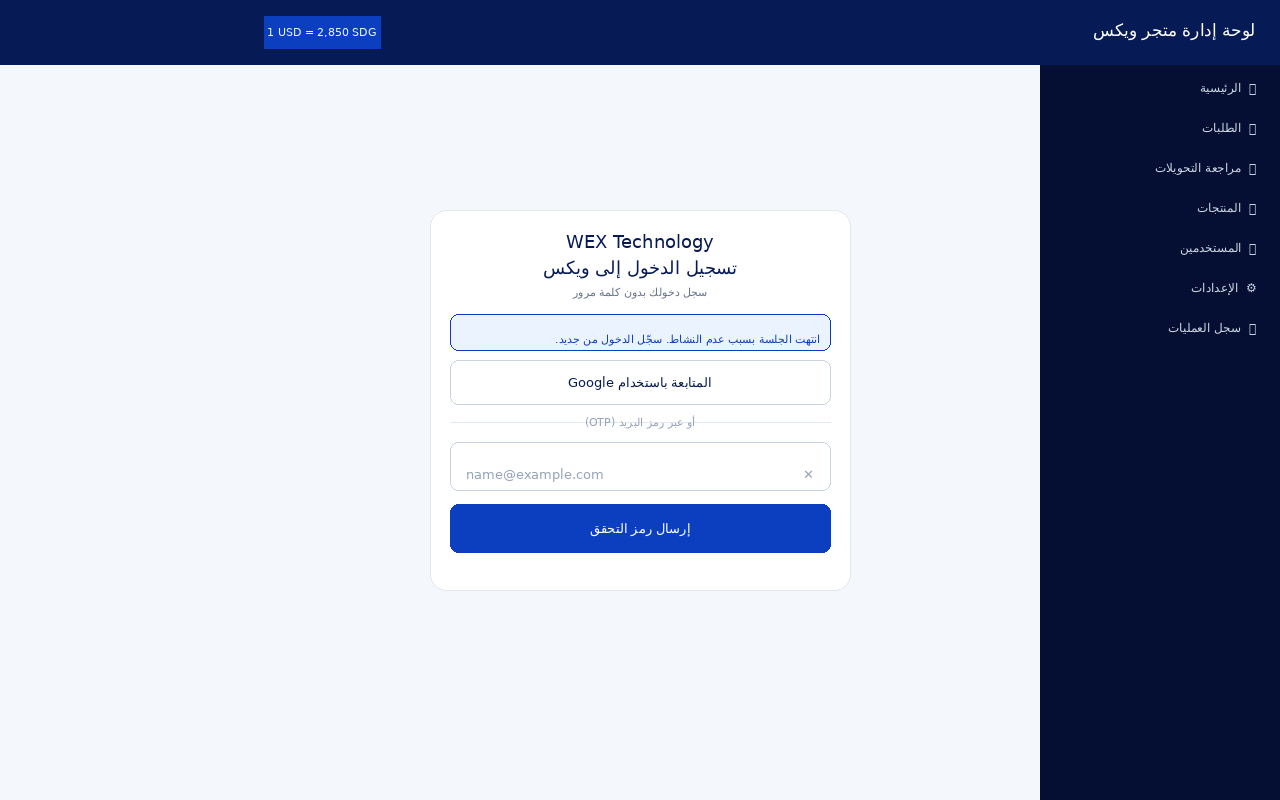 لوحة إدارة متجر ويكس
1 USD = 2,850 SDG
الرئيسية
الطلبات
مراجعة التحويلات
المنتجات
المستخدمين
الإعدادات
سجل العمليات
WEX Technology
تسجيل الدخول إلى ويكس
سجل دخولك بدون كلمة مرور
انتهت الجلسة بسبب عدم النشاط. سجّل الدخول من جديد.
المتابعة باستخدام Google
أو عبر رمز البريد (OTP)
name@example.com
إرسال رمز التحقق